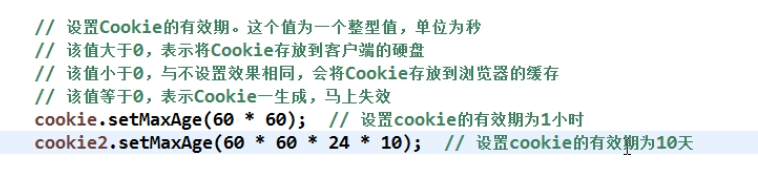 // 设置Cookie的有效期。这个值为一个整型值，单位为秒
// 该值大于0，表示将Cookie存放到客户端的硬盘
// 该值小于0，与不设置效果相同，会将Cookie存放到浏览器的缓存
// 该值等于0，表示Cookie一生成，马上失效
cookie.setMaxAge(60 * 60);  // 设置cookie的有效期为1小时
cookie2.setMaxAge(60 * 60 * 24 * 10);  // 设置cookie的有效期为10天